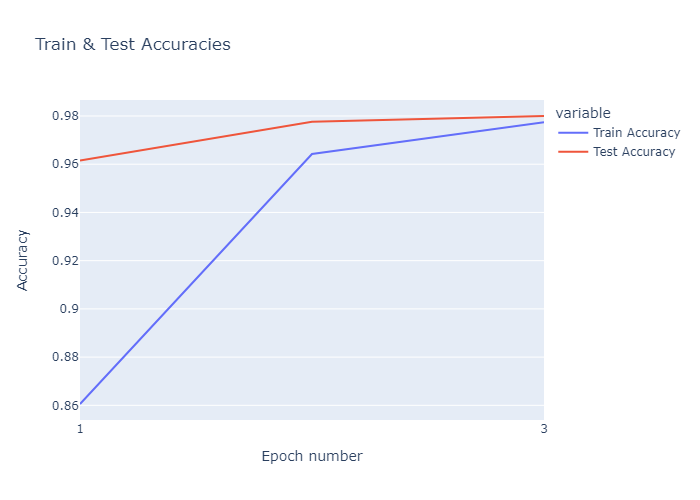 Train & Test Accuracies
0.98
0.96
0.94
0.92
0.9
0.88
0.86
Accuracy
1
3
Epoch number
variable
Train Accuracy
Test Accuracy